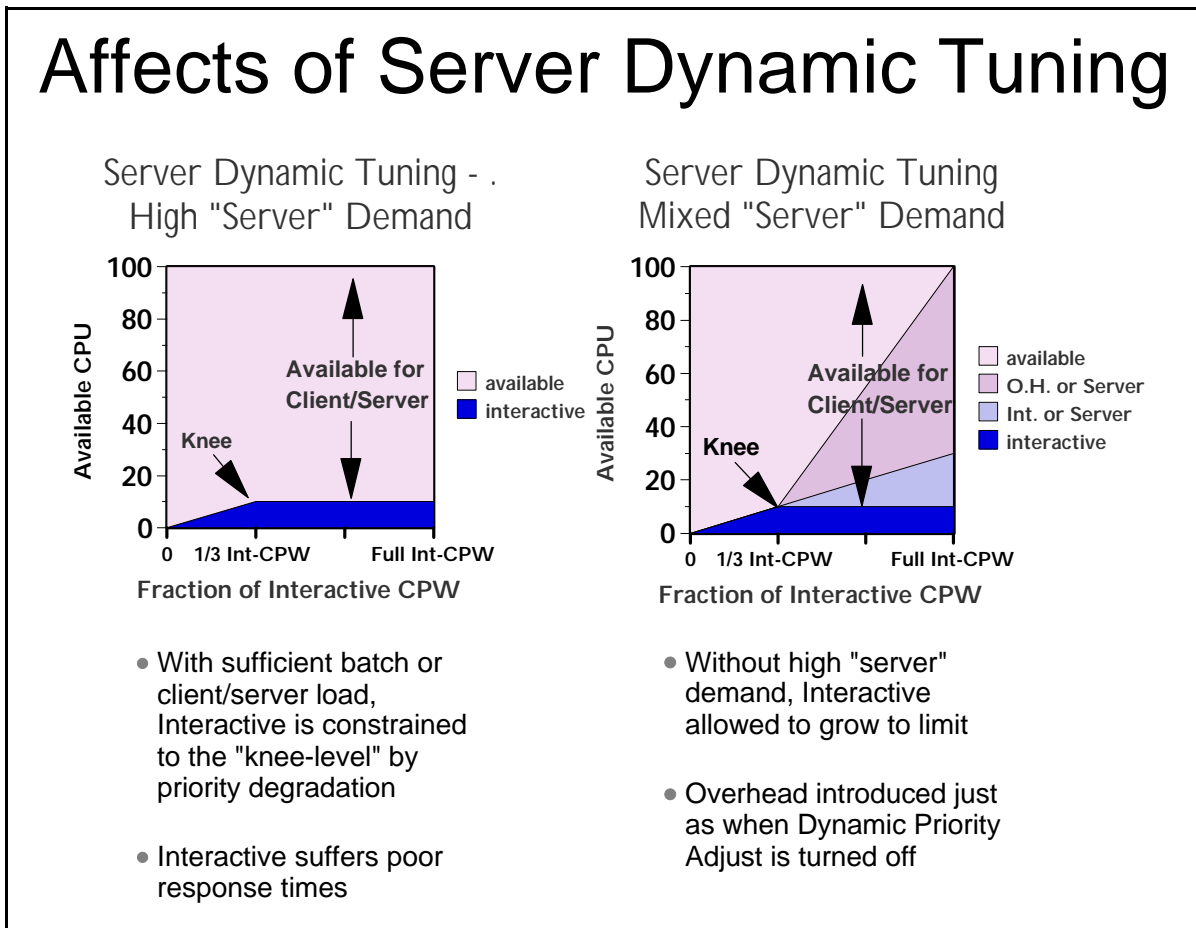 Affects of Server Dynamic Tuning
Server Dynamic Tuning - .
High "Server" Demand
100
80
60
40
20
0
Available CPU
Available for
Client/Server
Knee
available
interactive
0
1/3 Int-CPW
Full Int-CPW
Fraction of Interactive CPW
With sufficient batch or
client/server load,
Interactive is constrained
to the "knee-level" by
priority degradation
Interactive suffers poor
response times
Server Dynamic Tuning
Mixed "Server" Demand
100
80
60
40
20
0
Available CPU
Available for
Client/Server
Knee
available
O.H. or Server
Int. or Server
interactive
0
1/3 Int-CPW
Full Int-CPW
Fraction of Interactive CPW
Without high "server"
demand, Interactive
allowed to grow to limit
Overhead introduced just
as when Dynamic Priority
Adjust is turned off